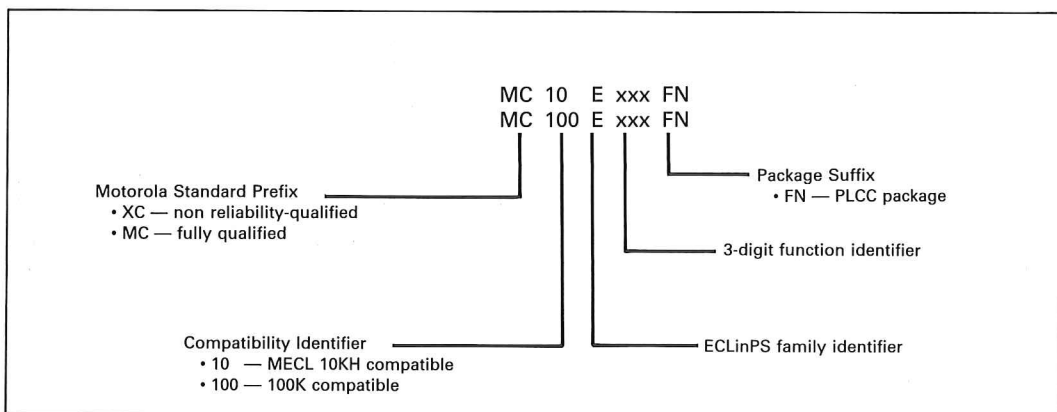 MC 10 E xxx FN
MC 100 E xxx FN
Motorola Standard Prefix
• XC — non reliability-qualified
• MC — fully qualified
Package Suffix
• FN — PLCC package
3-digit function identifier
Compatibility Identifier
• 10 — MECL 10KH compatible
• 100 — 100K compatible
ECLinPS family identifier